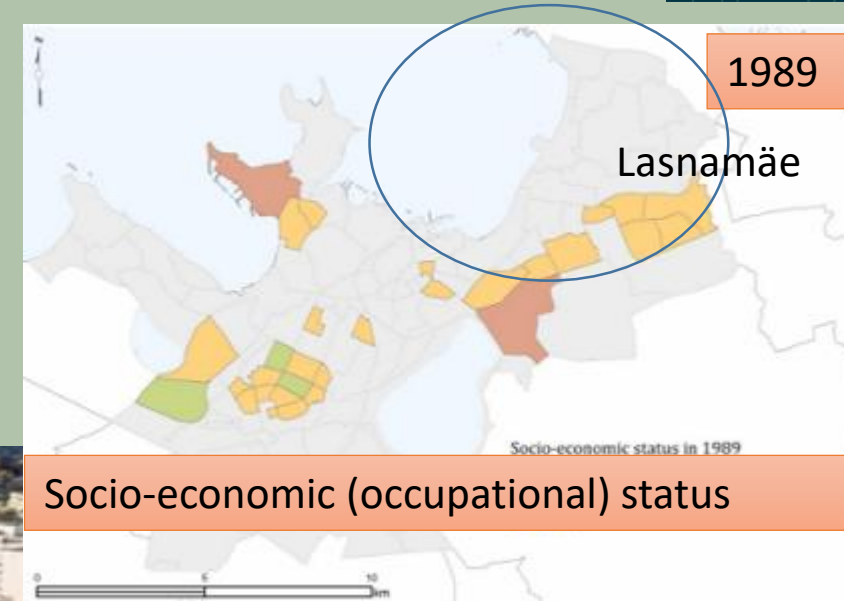 1989
Lasnamäe
Socio-economic status in 1989
Socio-economic (occupational) status
0 5 10
km